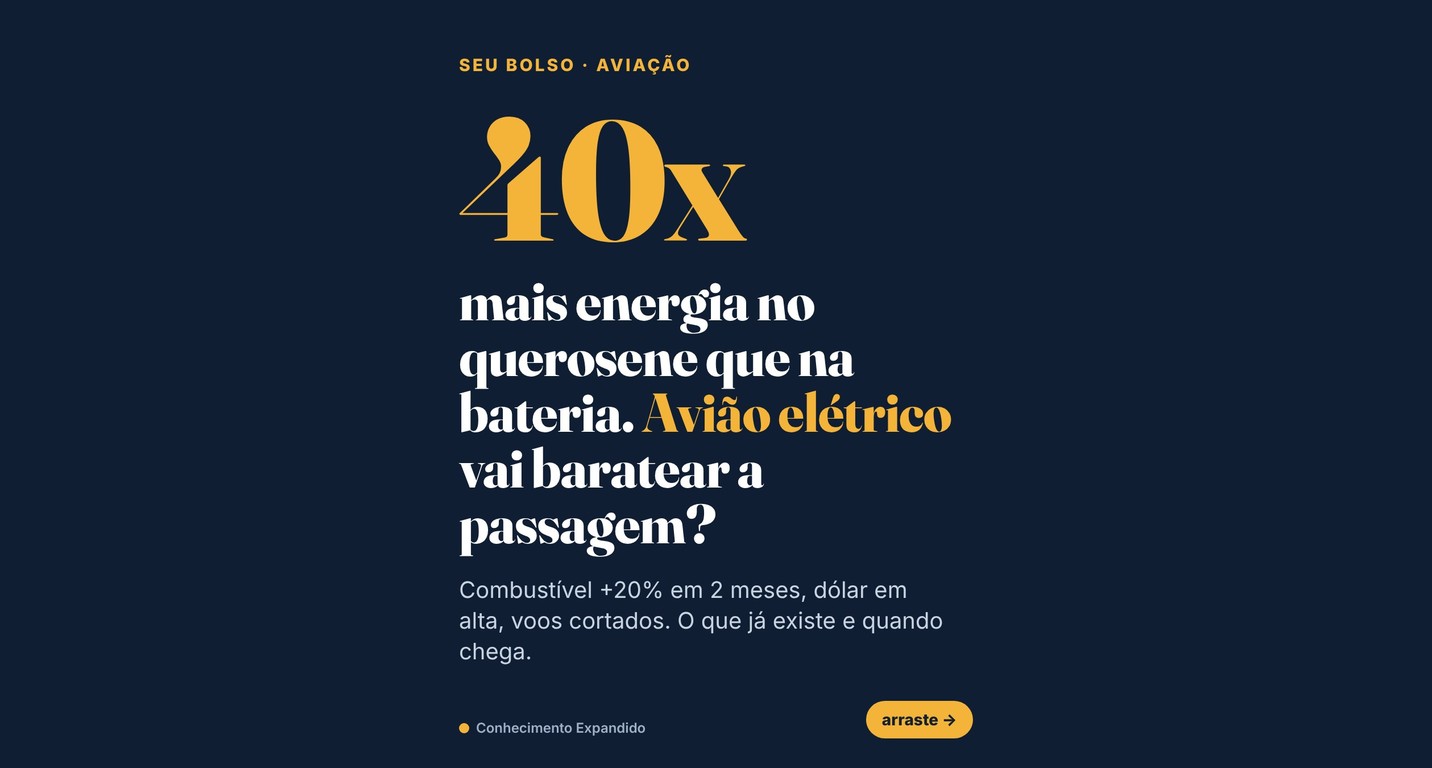 SEU BOLSO · AVIAÇÃO
40x
mais energia no
querosene que na
bateria. Avião elétrico
vai baratear a
passagem?
Combustível +20% em 2 meses, dólar em
alta, voos cortados. O que já existe e quando
chega.
Conhecimento Expandido
arraste →